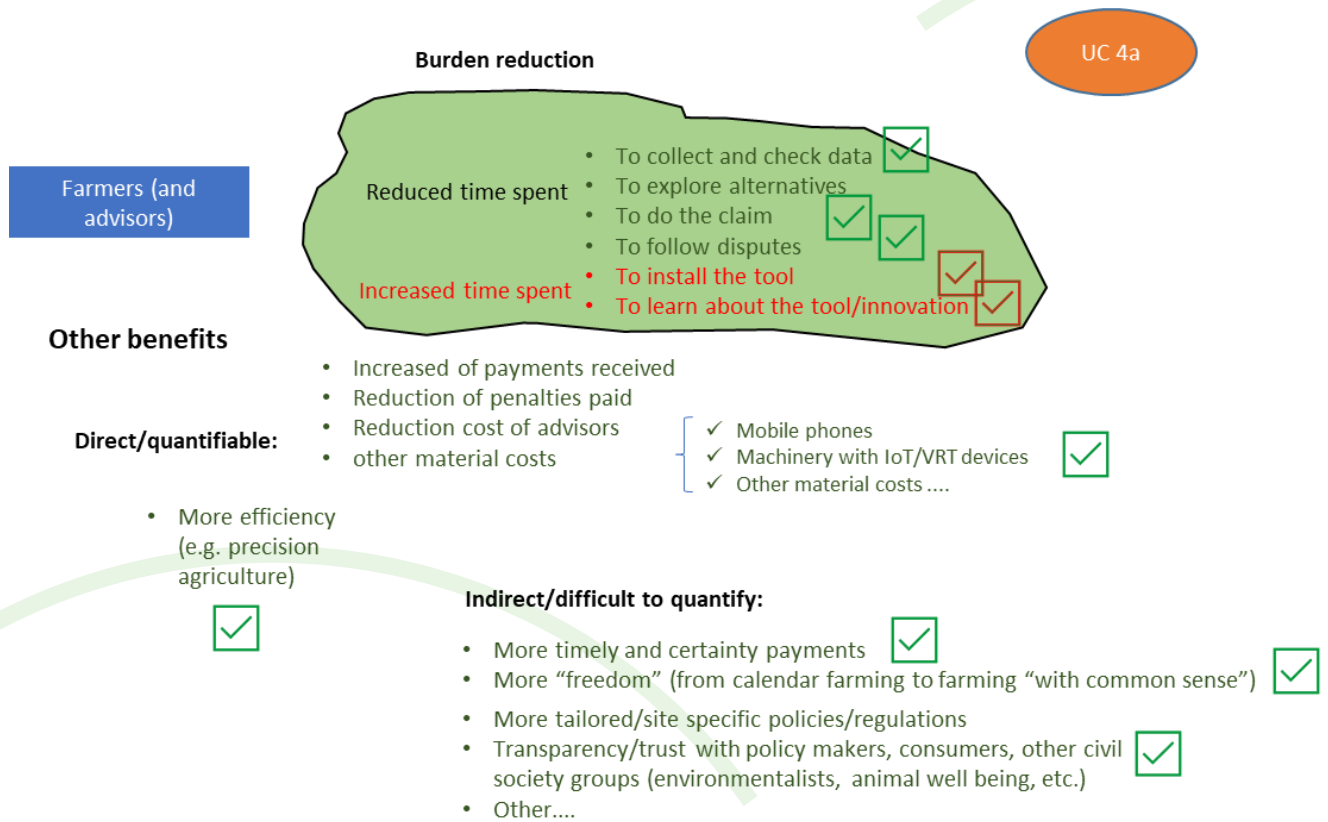 UC 4a
Burden reduction
Farmers (and
advisors)
Reduced time spent
• To collect and check data
• To explore alternatives
• To do the claim
• To follow disputes
Increased time spent
• To install the tool
• To learn about the tool/innovation
Other benefits
Direct/quantifiable:
• Increased of payments received
• Reduction of penalties paid
• Reduction cost of advisors
• other material costs
✓ Mobile phones
✓ Machinery with IoT/VRT devices
✓ Other material costs ....
• More efficiency
(e.g. precision
agriculture)
Indirect/difficult to quantify:
• More timely and certainty payments
• More “freedom” (from calendar farming to farming “with common sense”)
• More tailored/site specific policies/regulations
• Transparency/trust with policy makers, consumers, other civil
society groups (environmentalists, animal well being, etc.)
• Other....